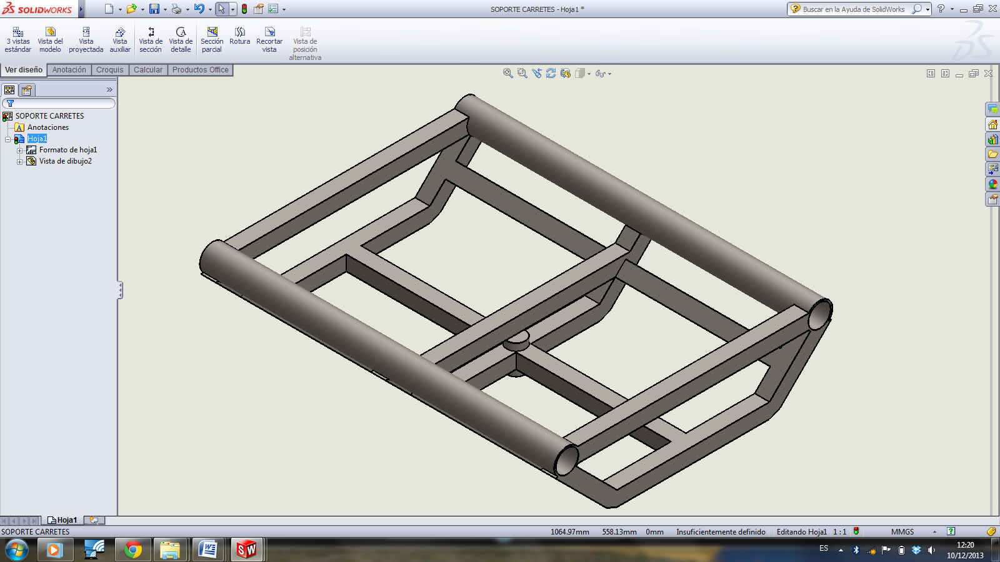 SOLIDWORKS
SOPORTE CARRETES - Hoja1 *
Buscar en la Ayuda de SolidWorks
3 vistas estándar
Vista del modelo
Vista proyectada
Vista auxiliar
Vista de sección
Vista de detalle
Sección parcial
Rotura
Recortar vista
Vista de posición alternativa
Ver diseño
Anotación
Croquis
Calcular
Productos Office
SOPORTE CARRETES
Anotaciones
Hoja1
Formato de hoja1
Vista de dibujo2
Hoja1
SOPORTE CARRETES
1064.97mm
558.13mm
0mm
Insuficientemente definido
Editando Hoja1
1 : 1
MMGS
ES
12:20
10/12/2013